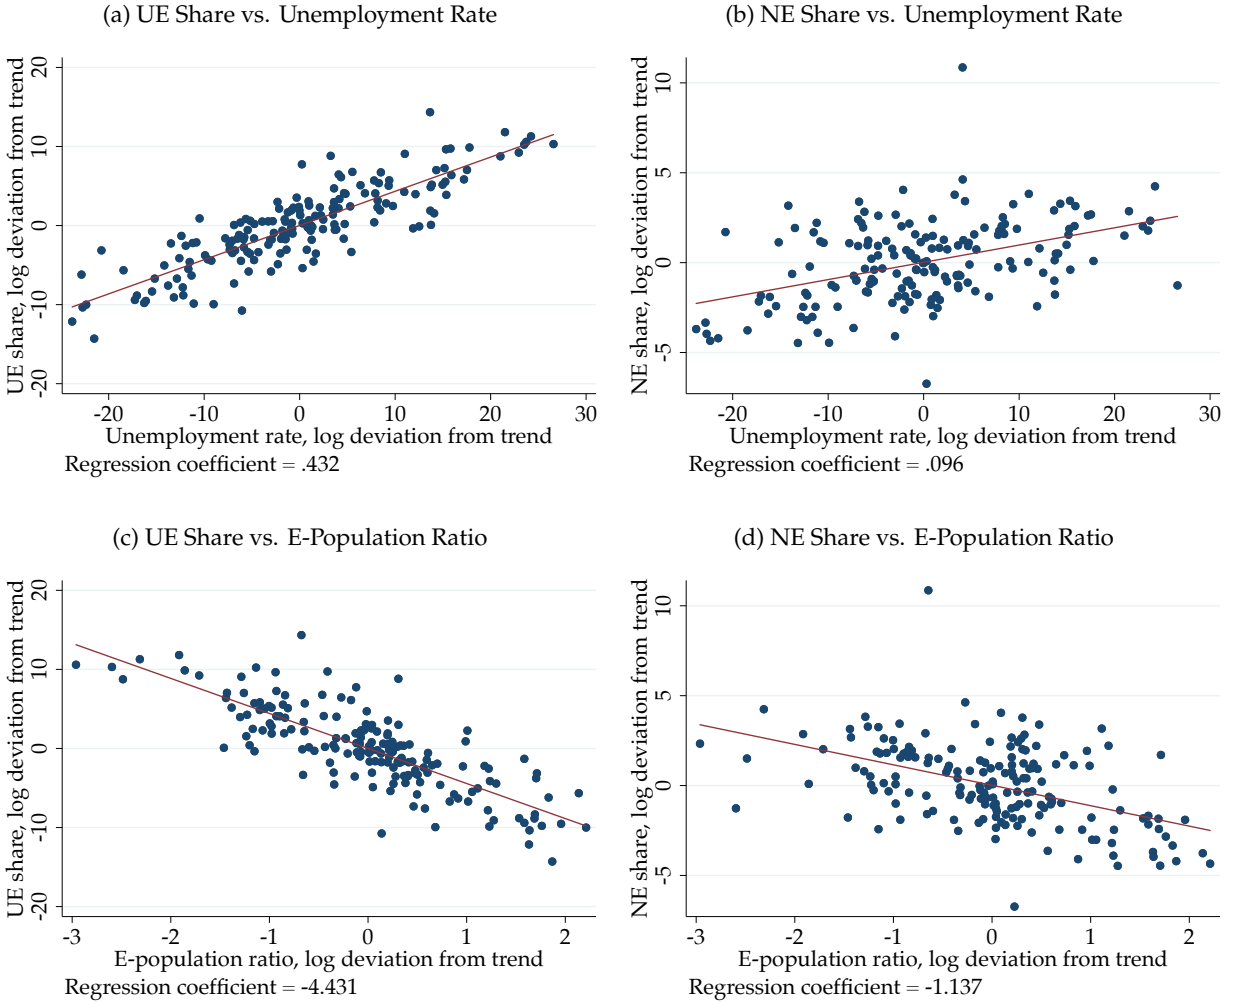 (a) UE Share vs. Unemployment Rate
UE share, log deviation from trend
20
10
0
-10
-20
-20 -10 0 10 20 30
Unemployment rate, log deviation from trend
Regression coefficient = .432
(b) NE Share vs. Unemployment Rate
NE share, log deviation from trend
10
5
0
-5
-20 -10 0 10 20 30
Unemployment rate, log deviation from trend
Regression coefficient = .096
(c) UE Share vs. E-Population Ratio
UE share, log deviation from trend
20
10
0
-10
-20
-3 -2 -1 0 1 2
E-population ratio, log deviation from trend
Regression coefficient = -4.431
(d) NE Share vs. E-Population Ratio
NE share, log deviation from trend
10
5
0
-5
-3 -2 -1 0 1 2
E-population ratio, log deviation from trend
Regression coefficient = -1.137